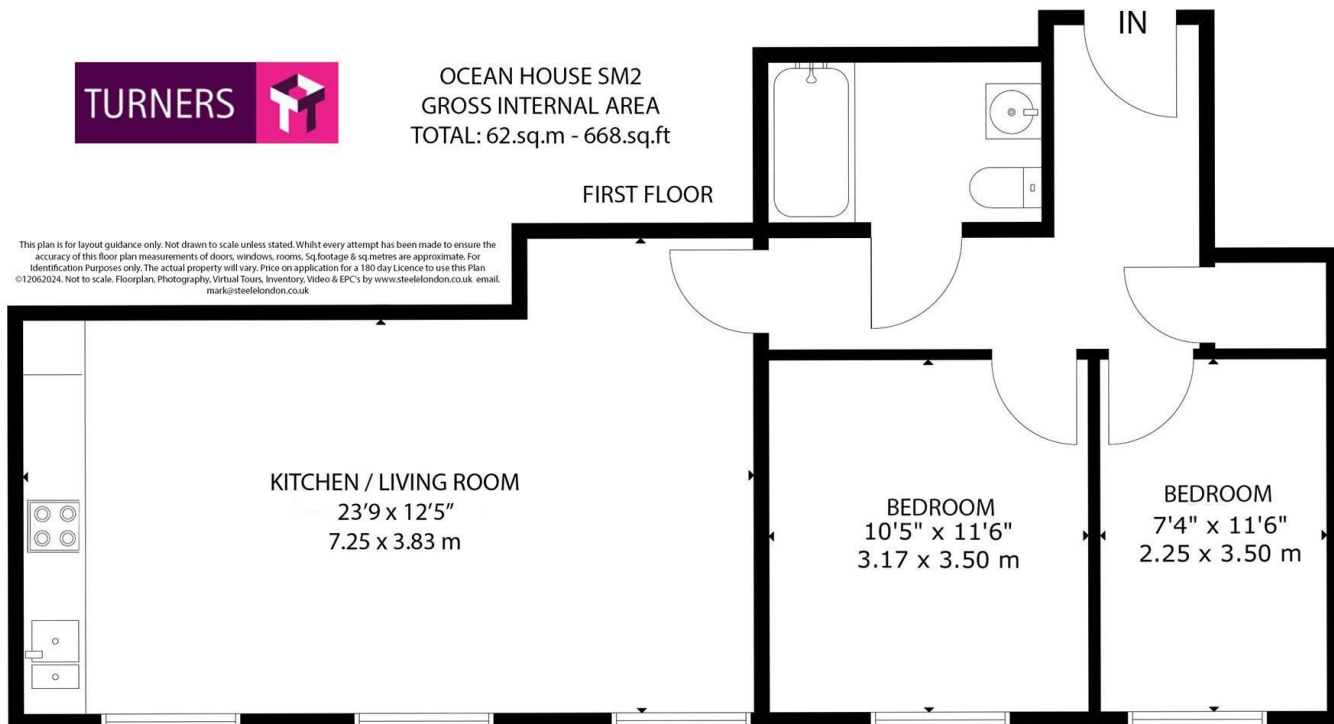 IN
TURNERS
OCEAN HOUSE SM2
GROSS INTERNAL AREA
TOTAL: 62.sq.m - 668.sq.ft
FIRST FLOOR
This plan is for layout guidance only. Not drawn to scale unless stated. Whilst every attempt has been made to ensure the
accuracy of this floor plan measurements of doors, windows, rooms, Sq.footage & sq.metres are approximate. For
Identification Purposes only. The actual property will vary. Price on application for a 180 day Licence to use this Plan
©12062024. Not to scale. Floorplan, Photography, Virtual Tours, Inventory, Video & EPC's by www.steelelondon.co.uk email.
mark@steelelondon.co.uk
KITCHEN / LIVING ROOM
23'9 x 12'5"
7.25 x 3.83 m
BEDROOM
10'5" x 11'6"
3.17 x 3.50 m
BEDROOM
7'4" x 11'6"
2.25 x 3.50 m